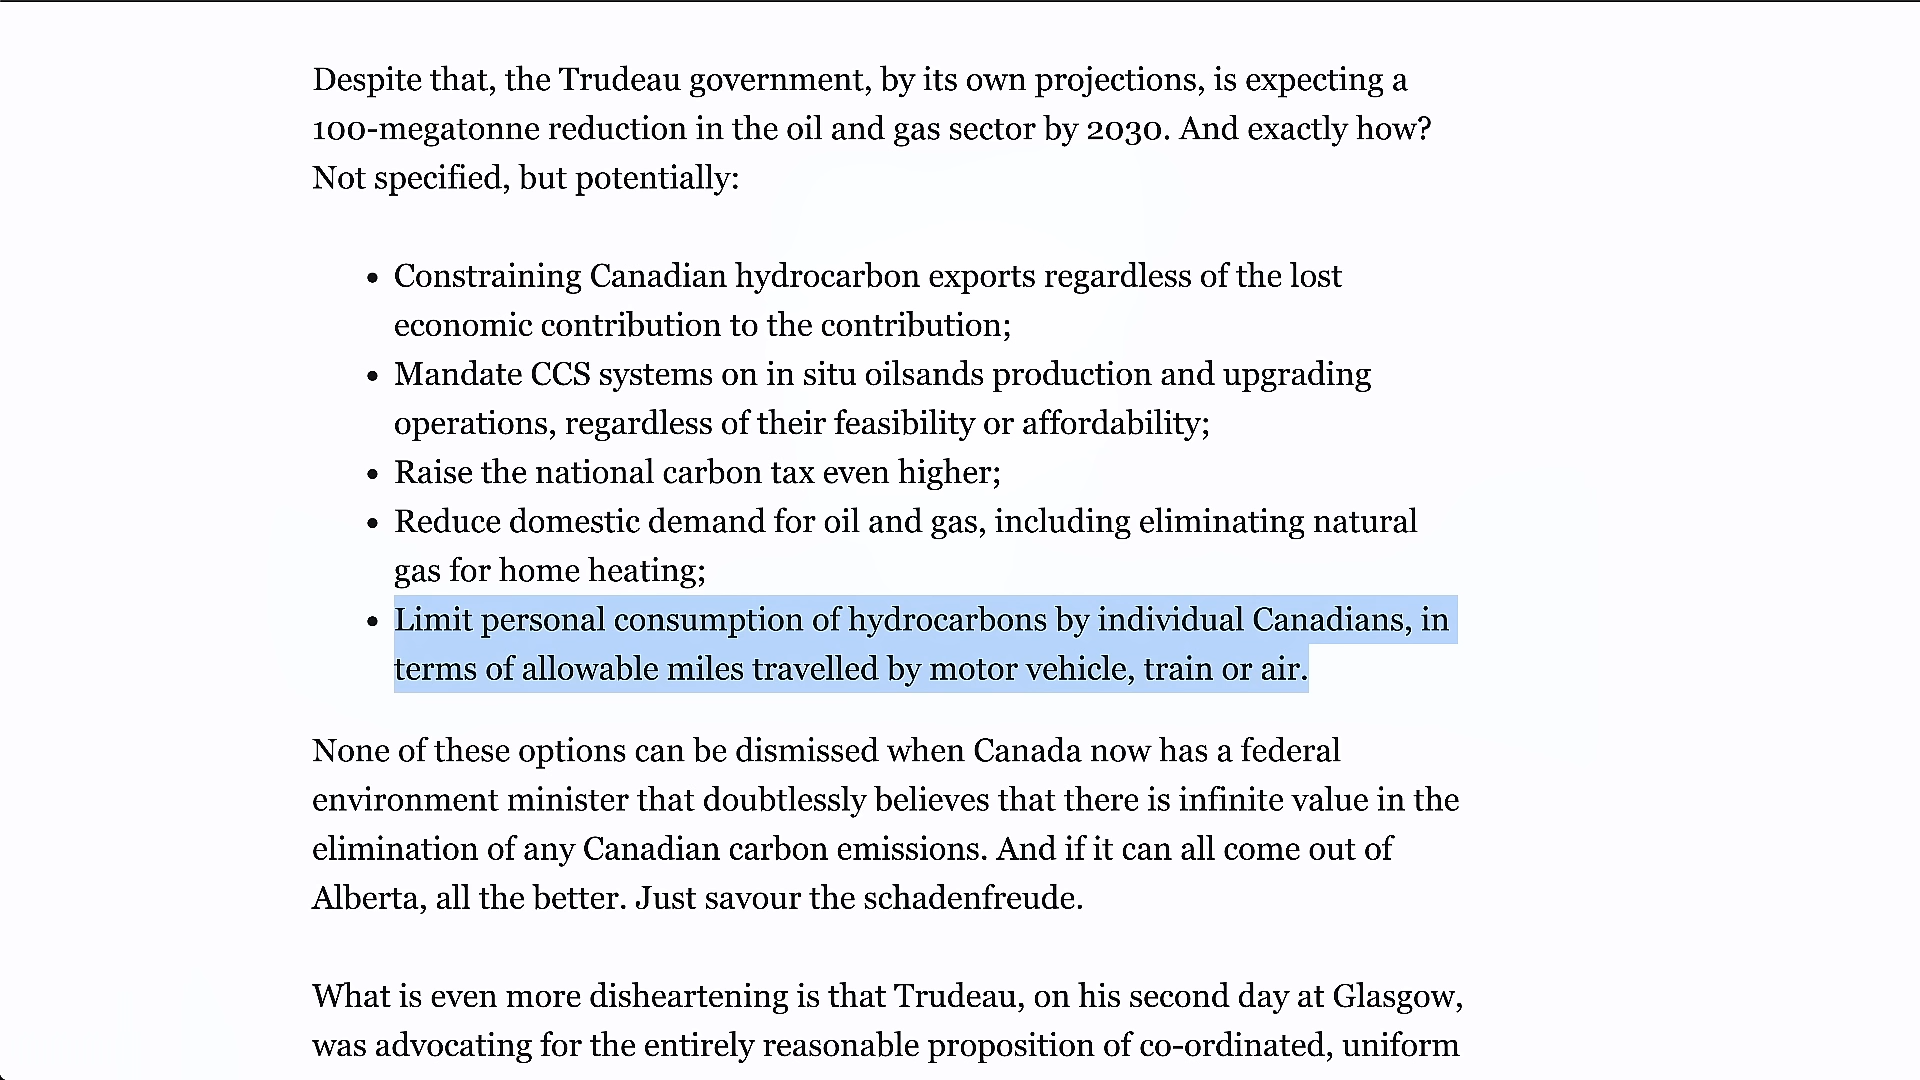 Despite that, the Trudeau government, by its own projections, is expecting a
100-megatonne reduction in the oil and gas sector by 2030. And exactly how?
Not specified, but potentially:
• Constraining Canadian hydrocarbon exports regardless of the lost
economic contribution to the contribution;
• Mandate CCS systems on in situ oilsands production and upgrading
operations, regardless of their feasibility or affordability;
• Raise the national carbon tax even higher;
• Reduce domestic demand for oil and gas, including eliminating natural
gas for home heating;
• Limit personal consumption of hydrocarbons by individual Canadians, in
terms of allowable miles travelled by motor vehicle, train or air.
None of these options can be dismissed when Canada now has a federal
environment minister that doubtlessly believes that there is infinite value in the
elimination of any Canadian carbon emissions. And if it can all come out of
Alberta, all the better. Just savour the schadenfreude.
What is even more disheartening is that Trudeau, on his second day at Glasgow,
was advocating for the entirely reasonable proposition of co-ordinated, uniform